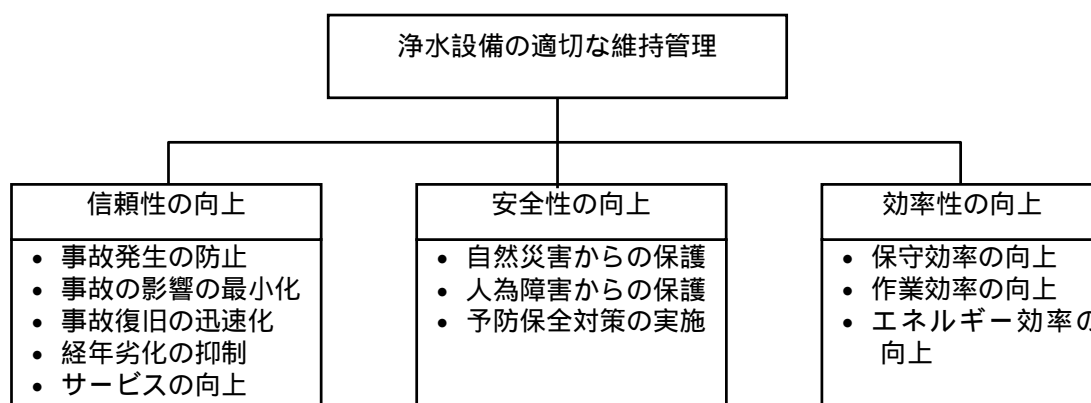 浄水設備の適切な維持管理
信頼性の向上
• 事故発生の防止
• 事故の影響の最小化
• 事故復旧の迅速化
• 経年劣化の抑制
• サービスの向上
安全性の向上
• 自然災害からの保護
• 人為障害からの保護
• 予防保全対策の実施
効率性の向上
• 保守効率の向上
• 作業効率の向上
• エネルギー効率の
向上